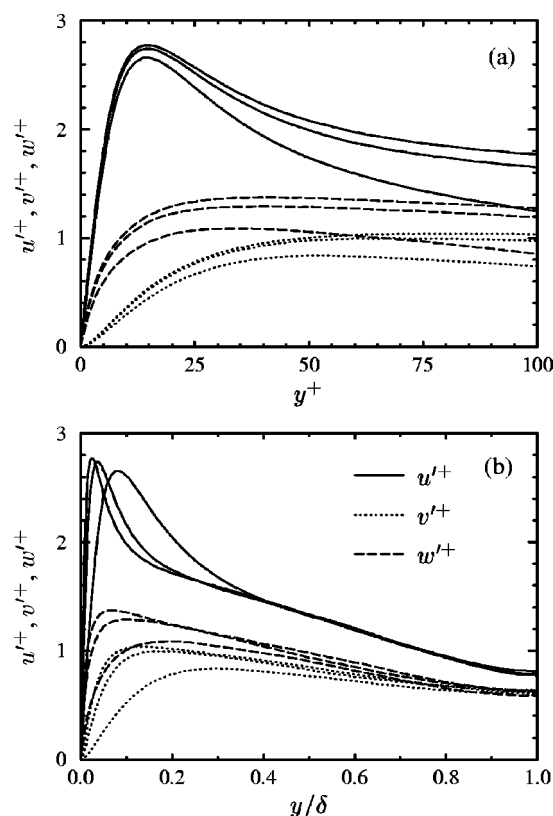 3
(a)
2
u′⁺, v′⁺, w′⁺
1
0
0 25 50 75 100
y⁺
3
(b)
u′⁺
v′⁺
w′⁺
2
u′⁺, v′⁺, w′⁺
1
0
0.0 0.2 0.4 0.6 0.8 1.0
y/δ